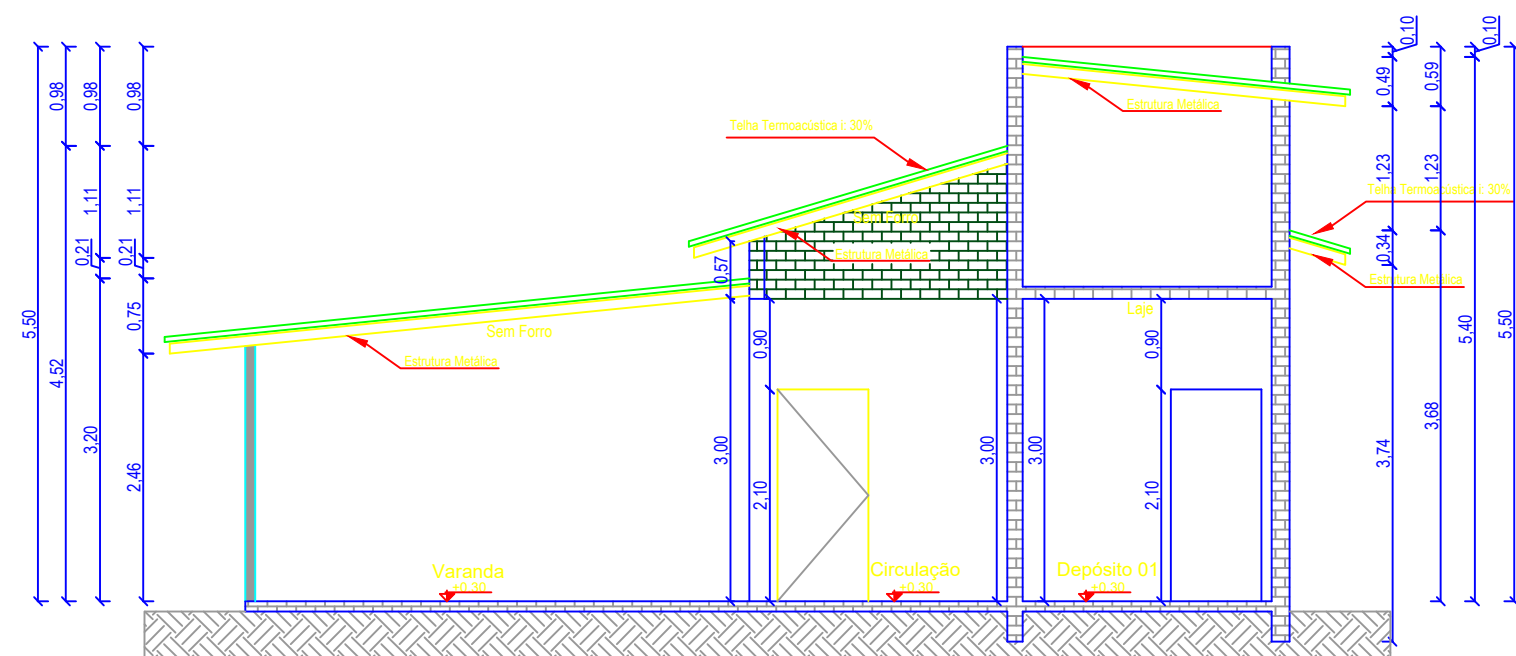 0,10
0,10
0,98
0,98
0,98
0,49
0,59
Estrutura Metálica
Telha Termoacústica i: 30%
1,11
1,11
1,23
1,23
Telha Termoacústica i: 30%
Sem Forro
0,21
0,21
0,34
Estrutura Metálica
0,57
Estrutura Metálica
0,75
Laje
5,50
5,40
5,50
Sem Forro
0,90
0,90
Estrutura Metálica
4,52
3,20
3,68
2,46
3,00
3,00
3,00
3,74
2,10
2,10
Varanda
+0.30
Circulação
Depósito 01
+0.30